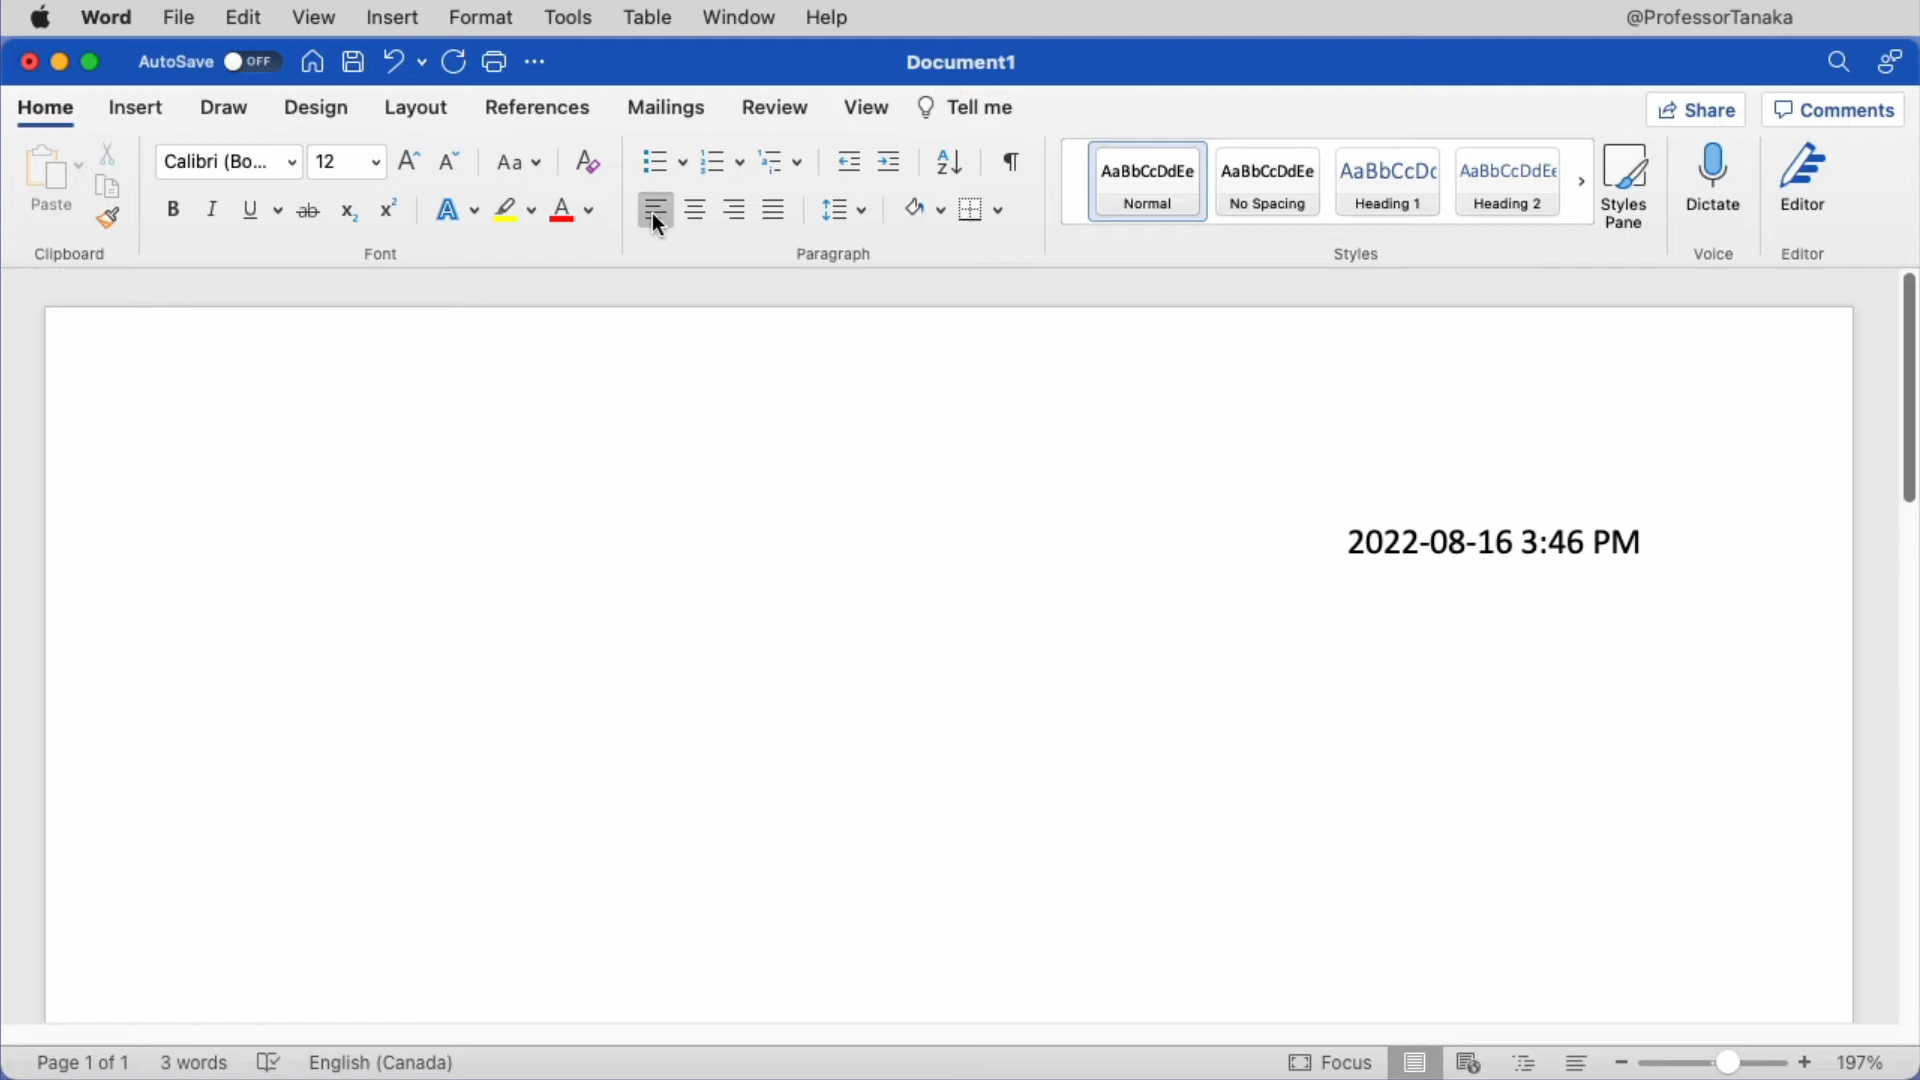 Word File Edit View Insert Format Tools Table Window Help @ProfessorTanaka
AutoSave OFF Document1
Home Insert Draw Design Layout References Mailings Review View Tell me Share Comments
Paste Calibri (Bo... 12 Aa AaBbCcDdEe AaBbCcDdEe AaBbCcDc AaBbCcDdEe
Normal No Spacing Heading 1 Heading 2 Styles Pane Dictate Editor
Clipboard Font Paragraph Styles Voice Editor
2022-08-16 3:46 PM
Page 1 of 1 3 words English (Canada) Focus 197%